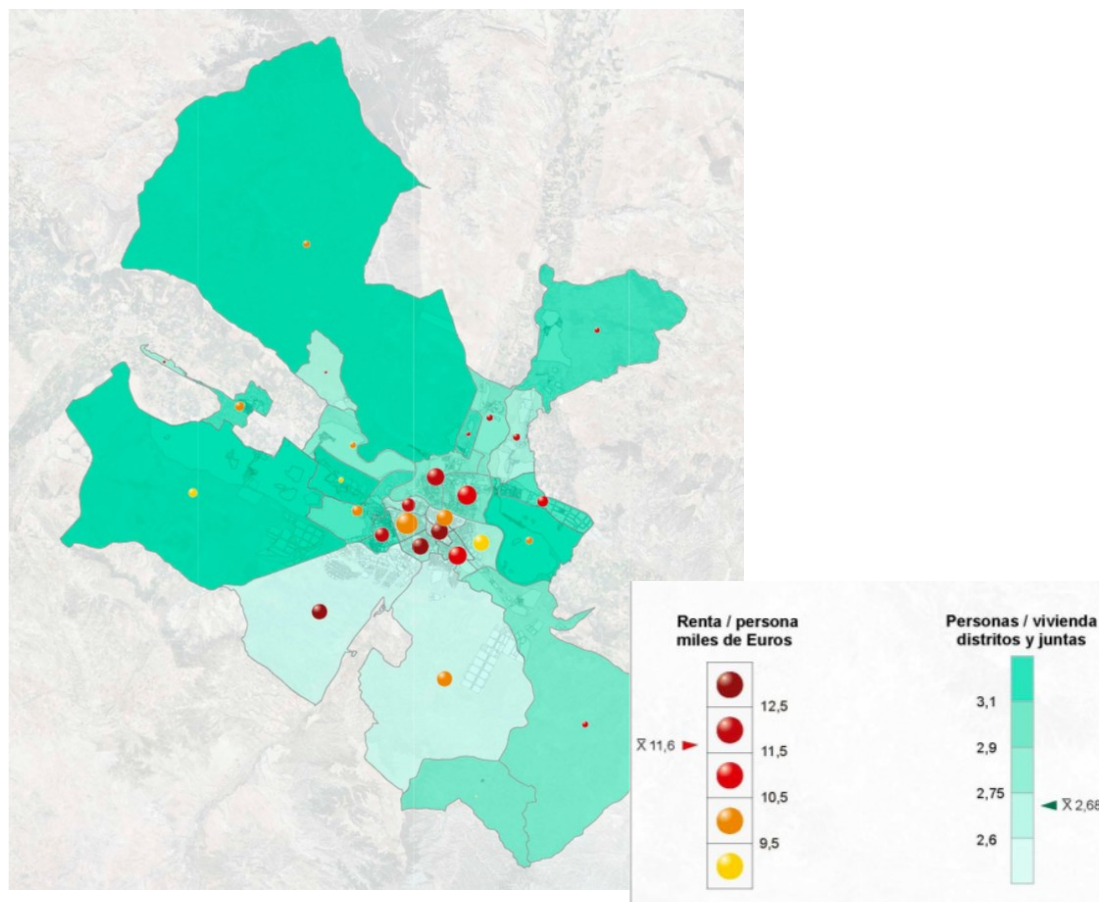 Renta / persona
miles de Euros
12,5
11,5
10,5
9,5
X̅ 11,6
Personas / vivienda
distritos y juntas
3,1
2,9
2,75
2,6
X̅ 2,68